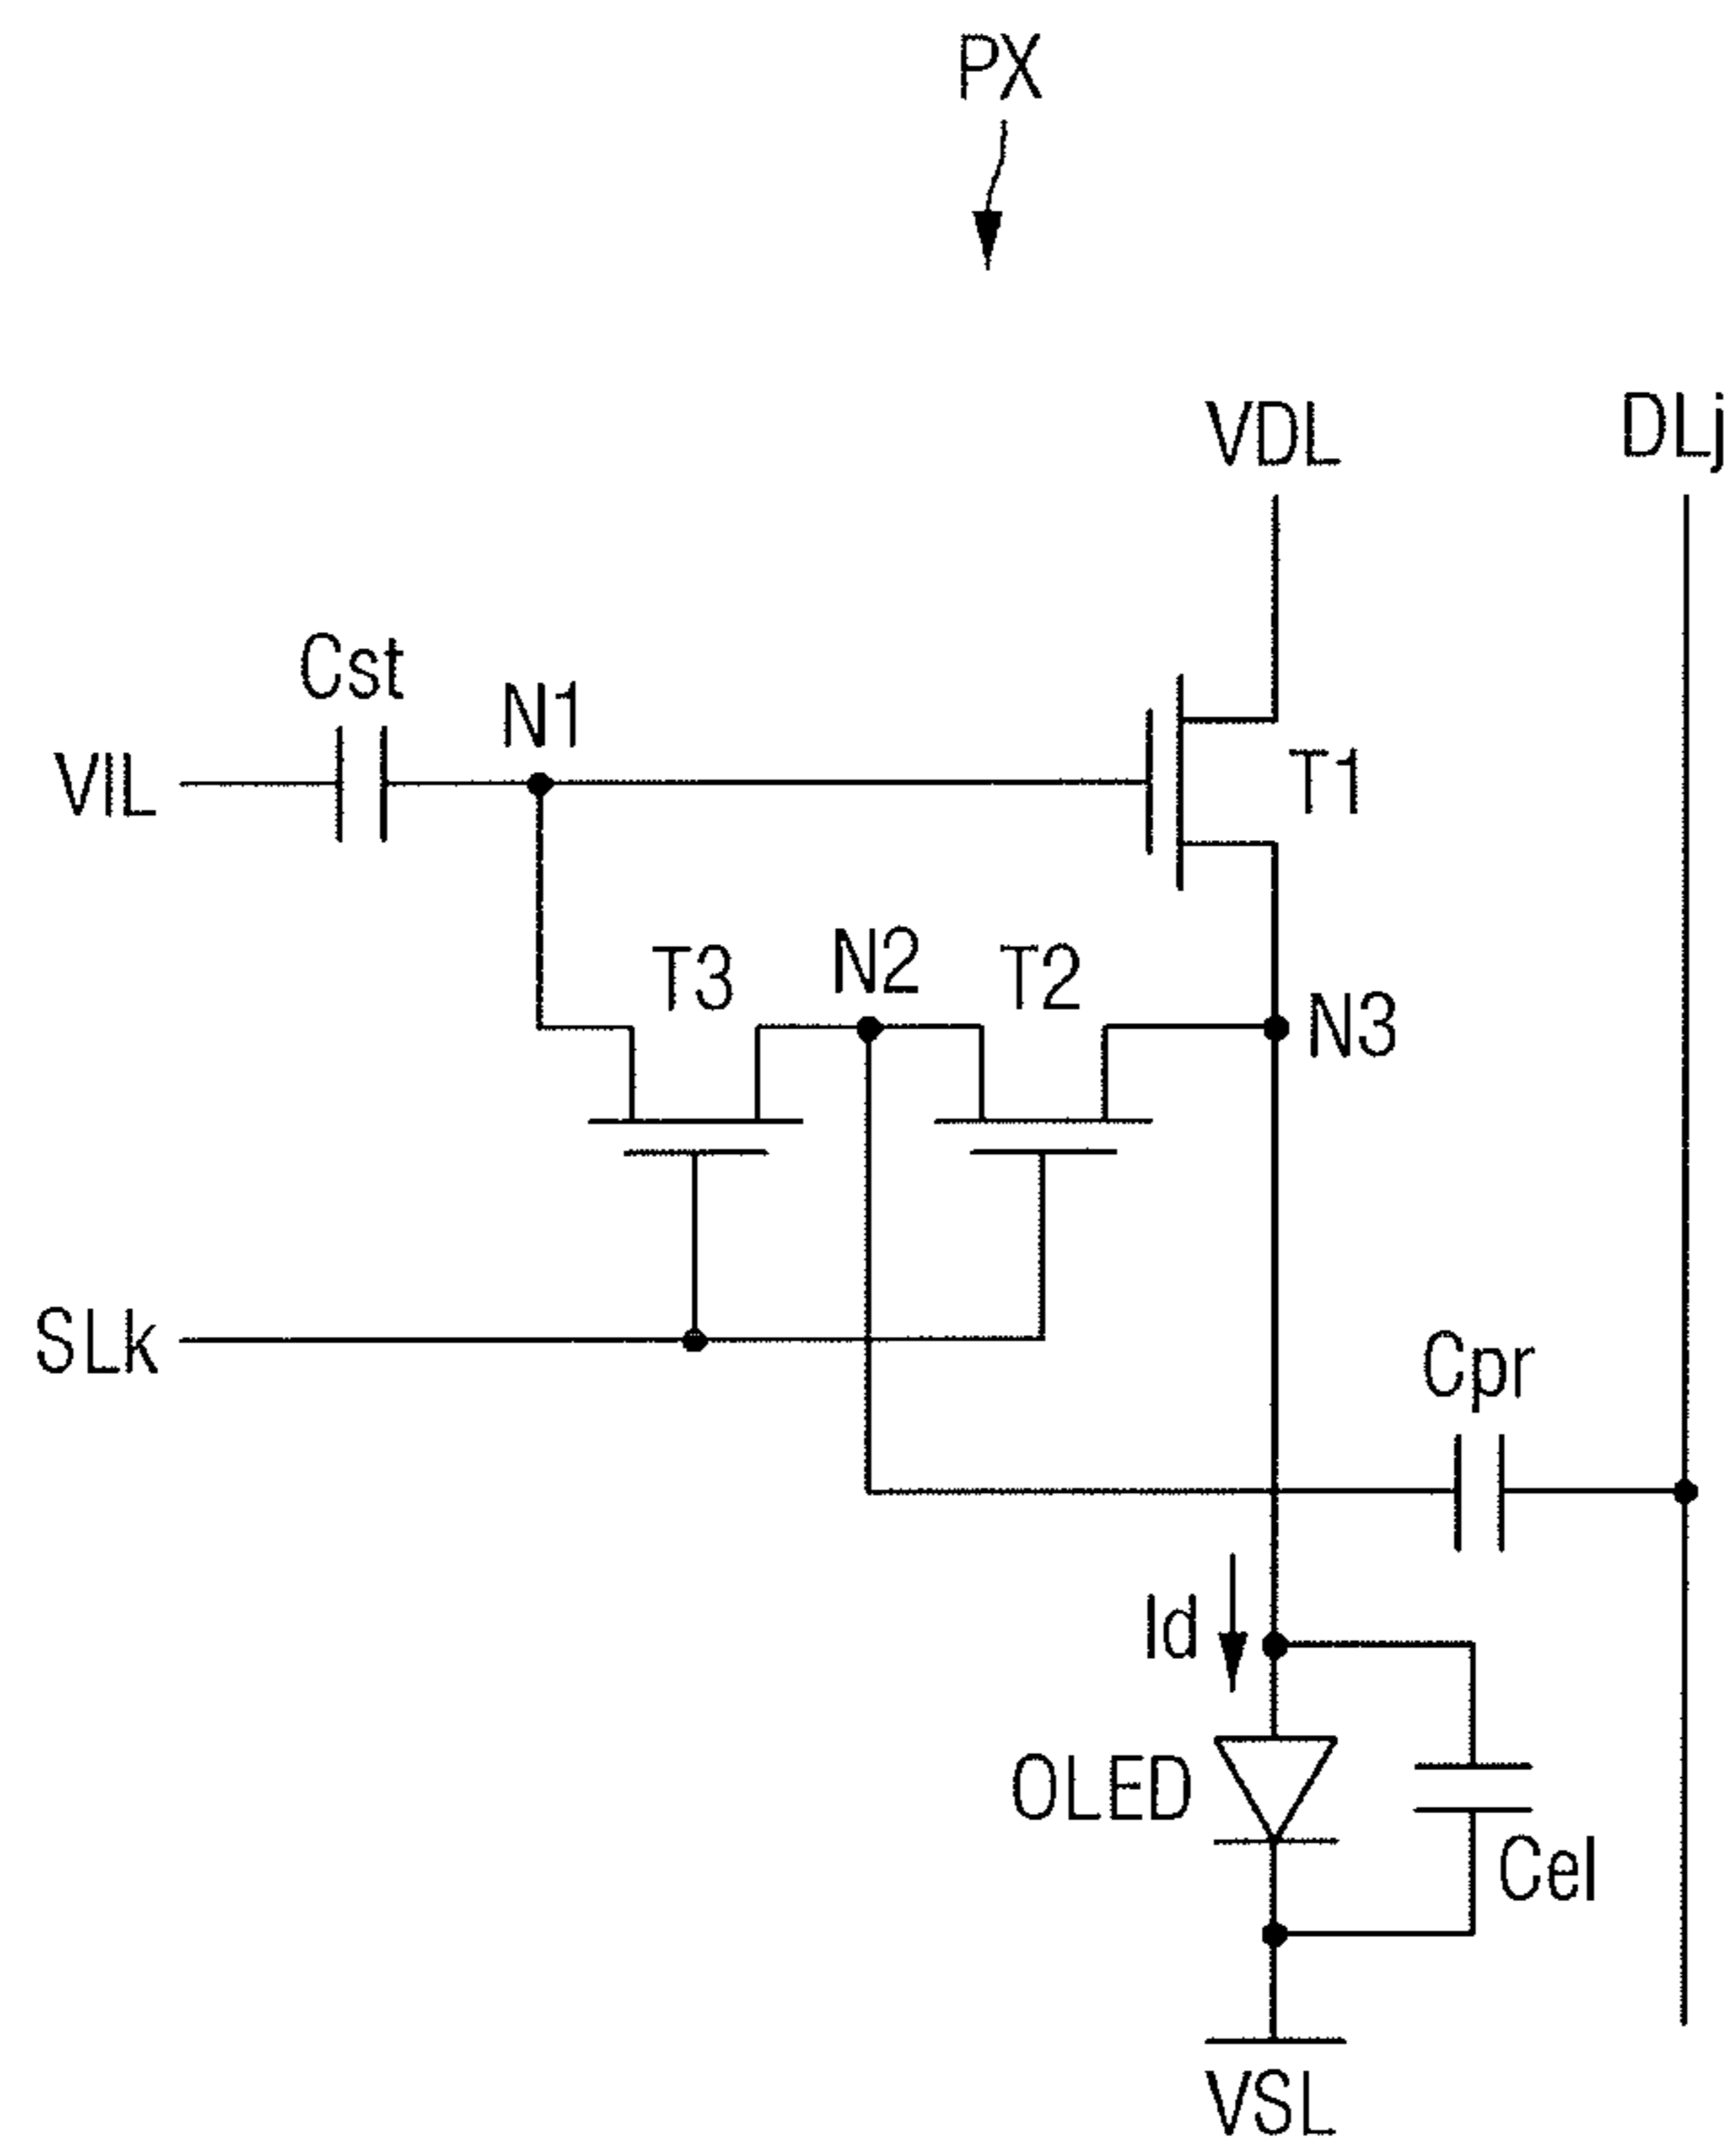 PX
VDL
DLj
Cst
N1
VIL
T1
T3
N2
T2
N3
SLk
Cpr
Id
OLED
Cel
VSL